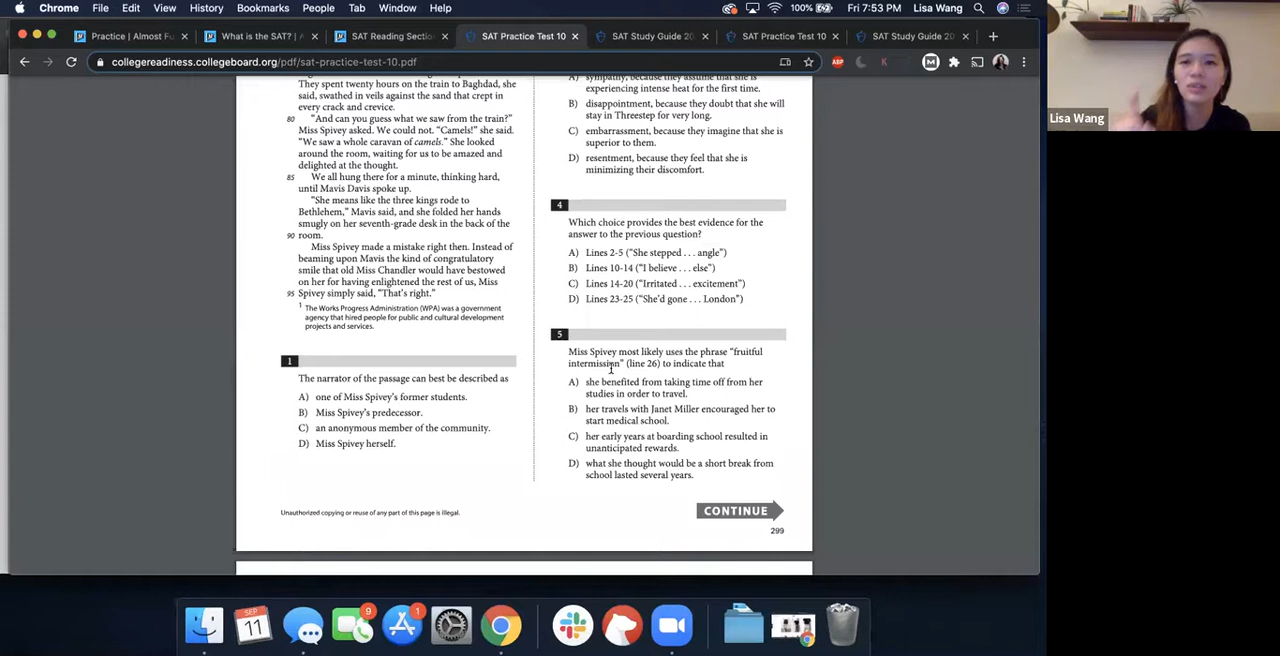 Chrome File Edit View History Bookmarks People Tab Window Help 100% Fri 7:53 PM Lisa Wang
Practice | Almost Fu
What is the SAT? | A
SAT Reading Section
SAT Practice Test 10
SAT Study Guide 20
SAT Practice Test 10
SAT Study Guide 20
collegereadiness.collegeboard.org/pdf/sat-practice-test-10.pdf
ABP
K
M
Lisa Wang
They spent twenty hours on the train to Baghdad, she
said, swathed in veils against the sand that crept in
every crack and crevice.
80 “And can you guess what we saw from the train?”
Miss Spivey asked. We could not. “Camels!” she said.
“We saw a whole caravan of camels.” She looked
around the room, waiting for us to be amazed and
delighted at the thought.
85 We all hung there for a minute, thinking hard,
until Mavis Davis spoke up.
“She means like the three kings rode to
Bethlehem,” Mavis said, and she folded her hands
smugly on her seventh-grade desk in the back of the
90 room.
Miss Spivey made a mistake right then. Instead of
beaming upon Mavis the kind of congratulatory
smile that old Miss Chandler would have bestowed
on her for having enlightened the rest of us, Miss
95 Spivey simply said, “That’s right.”
1 The Works Progress Administration (WPA) was a government
agency that hired people for public and cultural development
projects and services.
1
The narrator of the passage can best be described as
A) one of Miss Spivey’s former students.
B) Miss Spivey’s predecessor.
C) an anonymous member of the community.
D) Miss Spivey herself.
A) sympathy, because they assume that she is
experiencing intense heat for the first time.
B) disappointment, because they doubt that she will
stay in Threestep for very long.
C) embarrassment, because they imagine that she is
superior to them.
D) resentment, because they feel that she is
minimizing their discomfort.
4
Which choice provides the best evidence for the
answer to the previous question?
A) Lines 2-5 (“She stepped . . . angle”)
B) Lines 10-14 (“I believe . . . else”)
C) Lines 14-20 (“Irritated . . . excitement”)
D) Lines 23-25 (“She’d gone . . . London”)
5
Miss Spivey most likely uses the phrase “fruitful
intermission” (line 26) to indicate that
A) she benefited from taking time off from her
studies in order to travel.
B) her travels with Janet Miller encouraged her to
start medical school.
C) her early years at boarding school resulted in
unanticipated rewards.
D) what she thought would be a short break from
school lasted several years.
Unauthorized copying or reuse of any part of this page is illegal.
CONTINUE
299
SEP
11
9
1